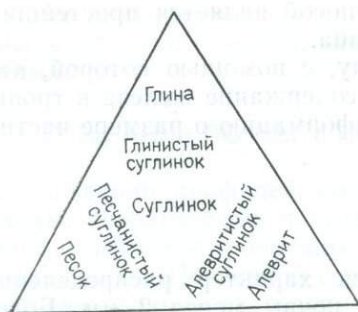 Глина
Глинистый
суглинок
Суглинок
Песчанистый
суглинок
Песок
Алевритистый
суглинок
Алеврит